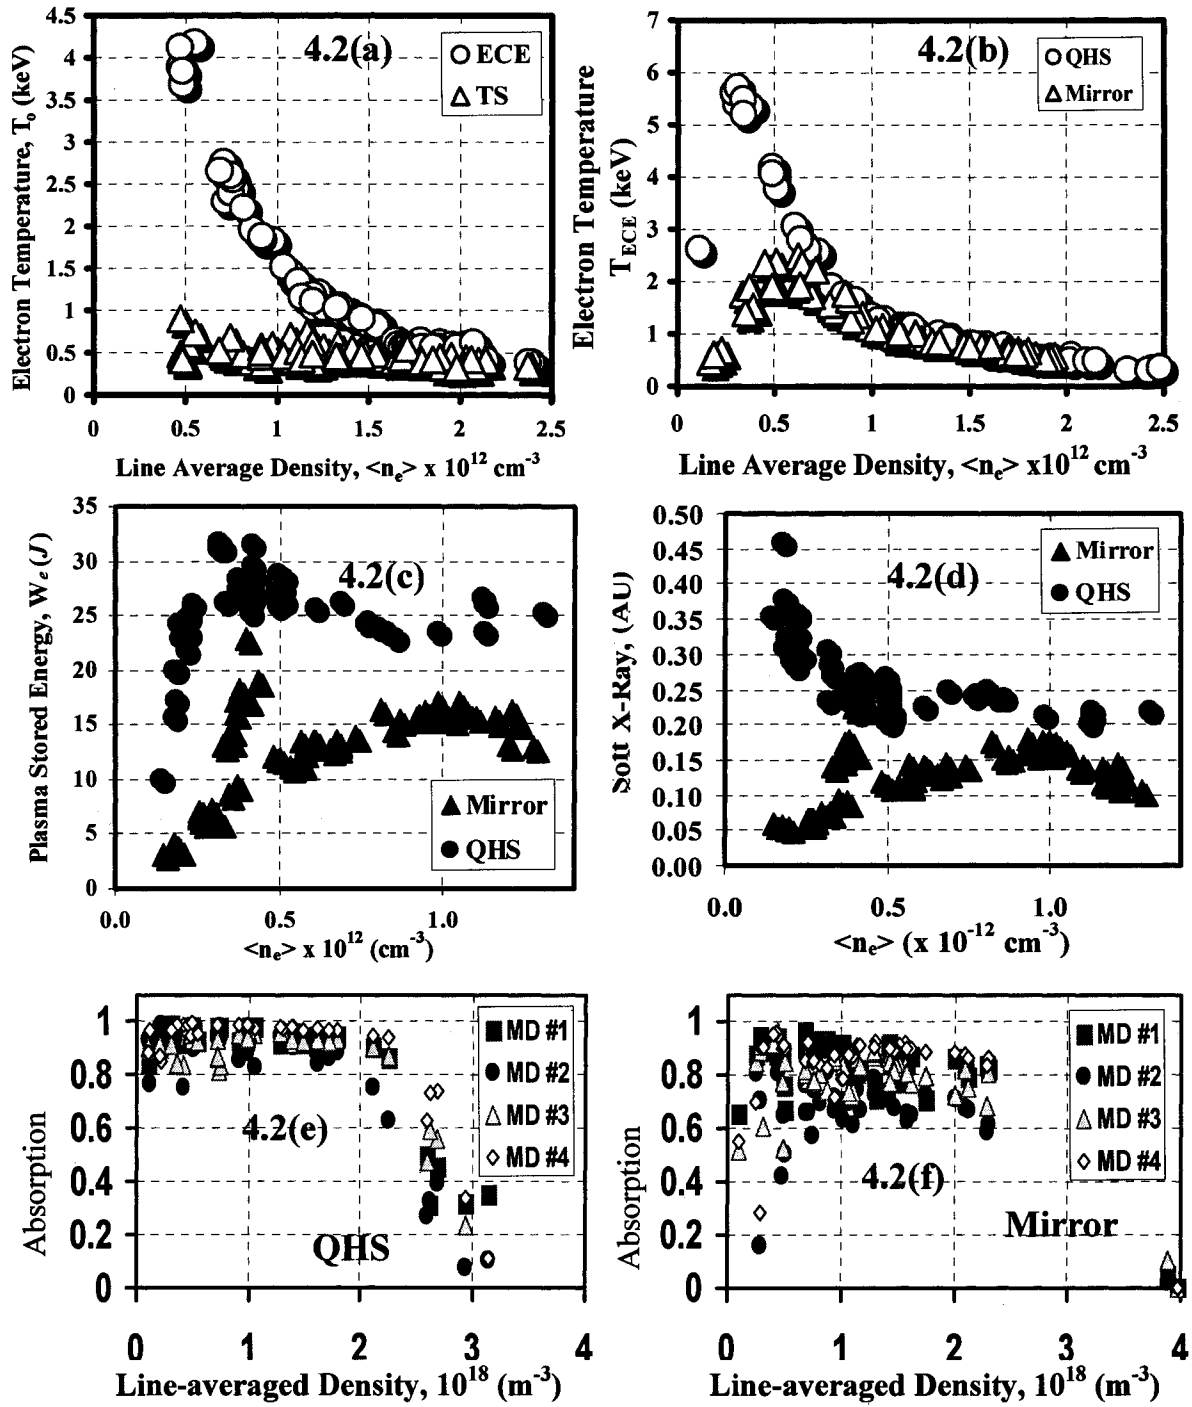 4.2(a)
ECE
TS
Electron Temperature, To (keV)
4.5
4
3.5
3
2.5
2
1.5
1
0.5
0
0 0.5 1 1.5 2 2.5
Line Average Density, <ne> x 10^12 cm^-3
4.2(b)
QHS
Mirror
Electron Temperature
TECE (keV)
7
6
5
4
3
2
1
0
0 0.5 1 1.5 2 2.5
Line Average Density, <ne> x10^12 cm^-3
4.2(c)
Mirror
QHS
Plasma Stored Energy, We (J)
35
30
25
20
15
10
5
0
0.0 0.5 1.0
<ne> x 10^12 (cm^-3)
4.2(d)
Mirror
QHS
Sott X-Ray, (AU)
0.50
0.45
0.40
0.35
0.30
0.25
0.20
0.15
0.10
0.05
0.00
0.0 0.5 1.0
<ne> (x 10^-12 cm^-3)
4.2(e)
QHS
MD #1
MD #2
MD #3
MD #4
Absorption
1
0.8
0.6
0.4
0.2
0
0 1 2 3 4
Line-averaged Density, 10^18 (m^-3)
4.2(f)
Mirror
MD #1
MD #2
MD #3
MD #4
Absorption
1
0.8
0.6
0.4
0.2
0
0 1 2 3 4
Line-averaged Density, 10^18 (m^-3)